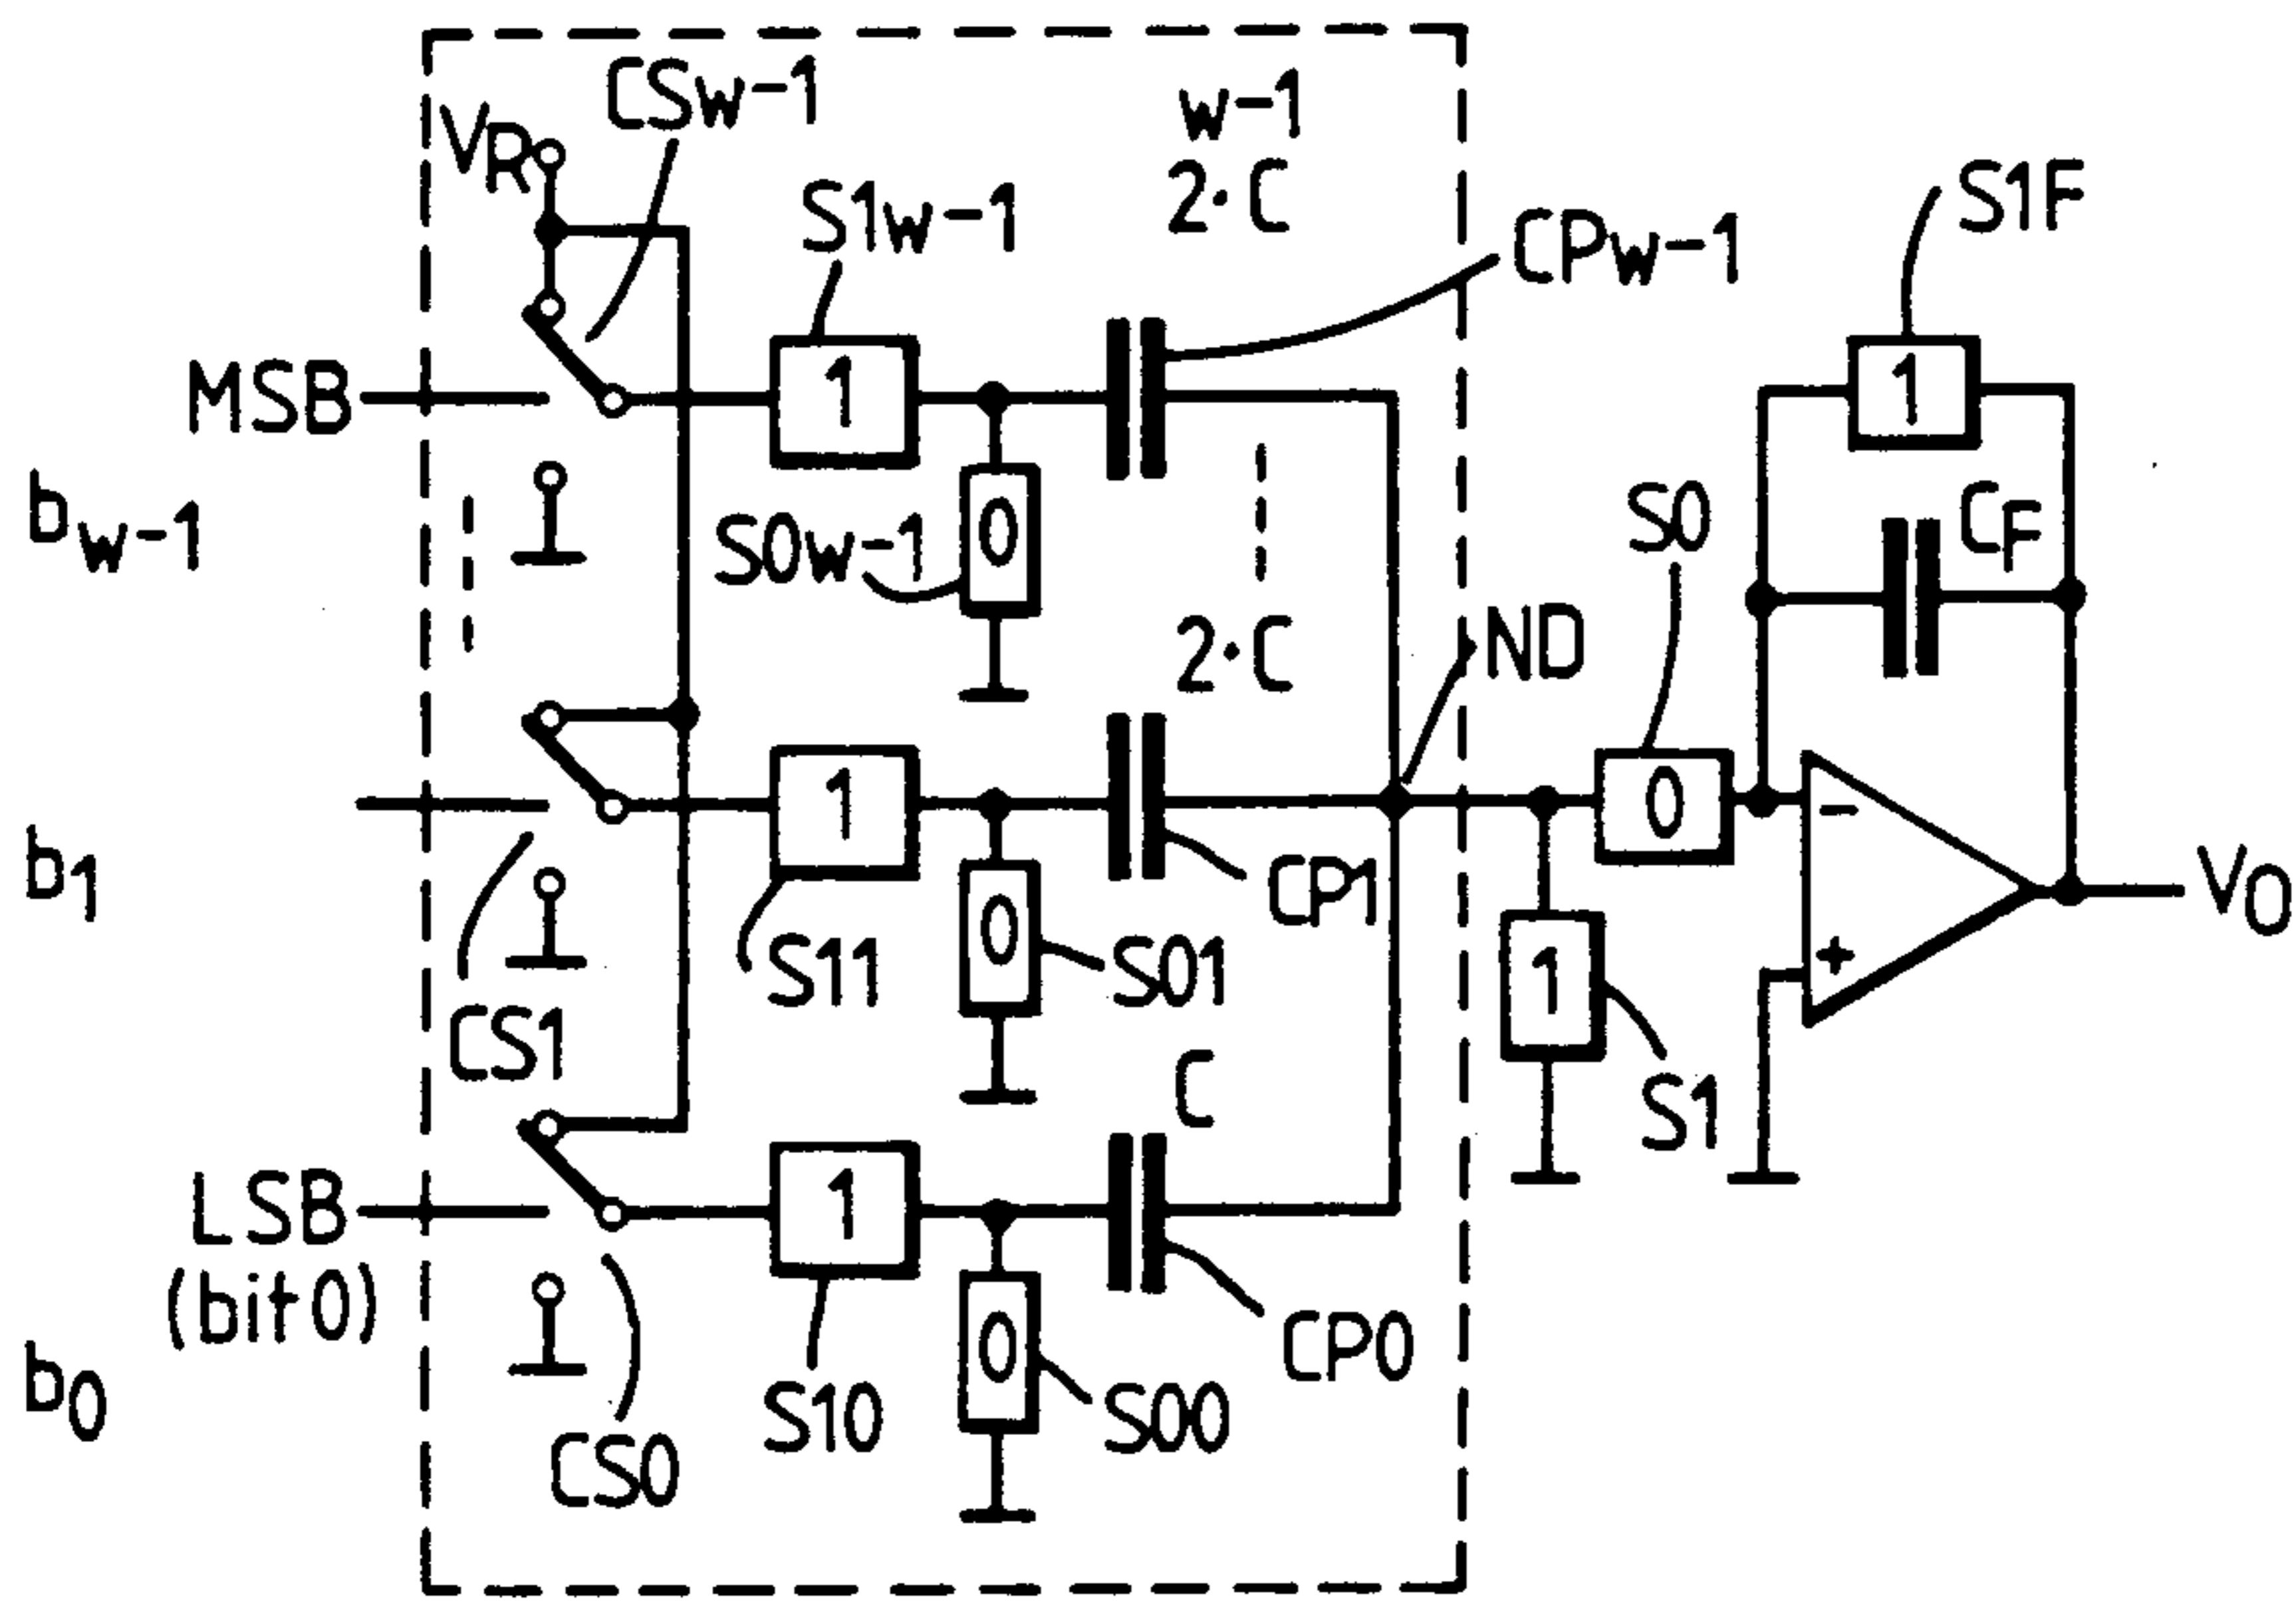 CSw-1
w-1
VR
2·C
S1w-1
S1F
CPw-1
MSB
1
1
CF
bw-1
S0w-1
0
S0
2·C
ND
1
0
-
b1
CP1
VO
0
S11
S01
+
1
CS1
C
S1
LSB
1
(bit0)
0
CP0
b0
S10
S00
CS0